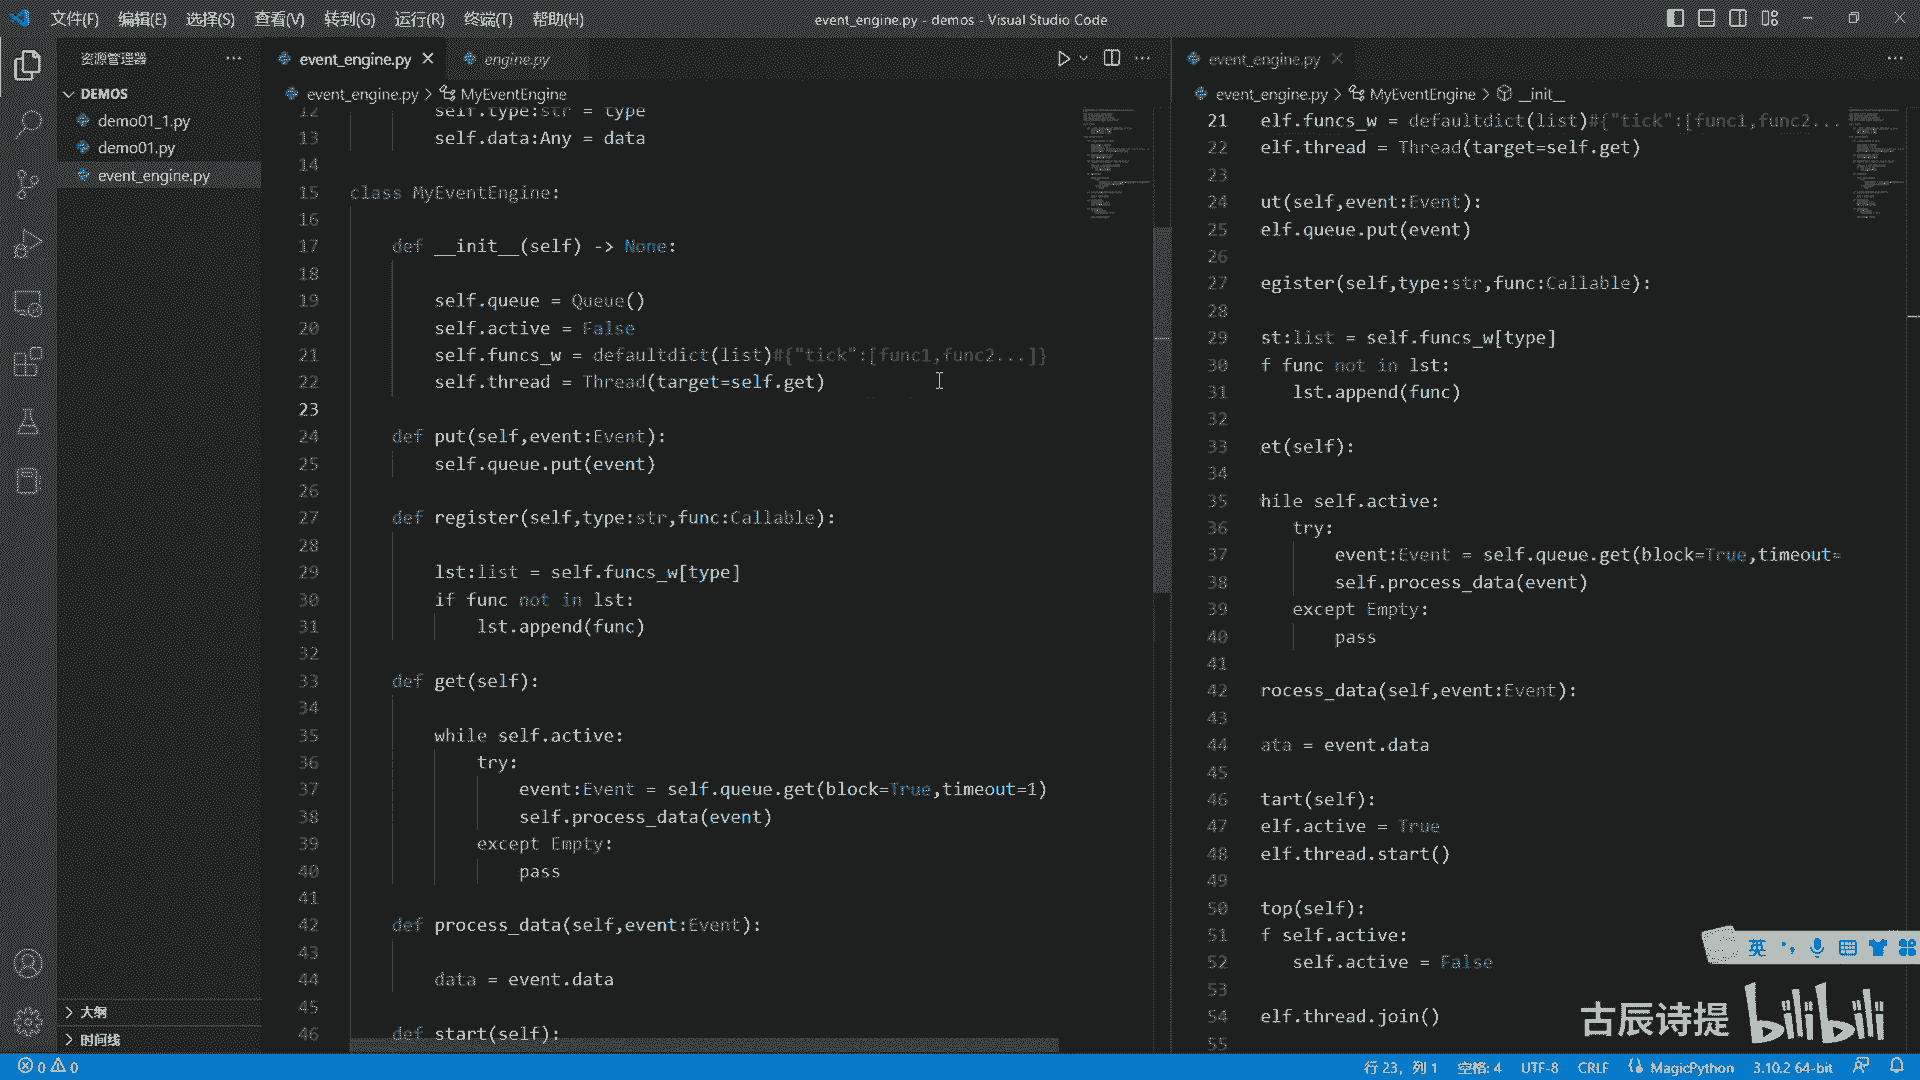 文件(F) 编辑(E) 选择(S) 查看(V) 转到(G) 运行(R) 终端(T) 帮助(H)
event_engine.py - demos - Visual Studio Code
资源管理器
DEMOS
demo01_1.py
demo01.py
event_engine.py
大纲
时间线
event_engine.py engine.py
event_engine.py > MyEventEngine
12 self.type:str = type
13 self.data:Any = data
14
15 class MyEventEngine:
16
17 def __init__(self) -> None:
18
19 self.queue = Queue()
20 self.active = False
21 self.funcs_w = defaultdict(list)#{"tick":[func1,func2...]}
22 self.thread = Thread(target=self.get)
23
24 def put(self,event:Event):
25 self.queue.put(event)
26
27 def register(self,type:str,func:Callable):
28
29 lst:list = self.funcs_w[type]
30 if func not in lst:
31 lst.append(func)
32
33 def get(self):
34
35 while self.active:
36 try:
37 event:Event = self.queue.get(block=True,timeout=1)
38 self.process_data(event)
39 except Empty:
40 pass
41
42 def process_data(self,event:Event):
43
44 data = event.data
45
46 def start(self):
event_engine.py
event_engine.py > MyEventEngine > __init__
21 elf.funcs_w = defaultdict(list)#{"tick":[func1,func2...
22 elf.thread = Thread(target=self.get)
23
24 ut(self,event:Event):
25 elf.queue.put(event)
26
27 egister(self,type:str,func:Callable):
28
29 st:list = self.funcs_w[type]
30 f func not in lst:
31 lst.append(func)
32
33 et(self):
34
35 hile self.active:
36 try:
37 event:Event = self.queue.get(block=True,timeout=
38 self.process_data(event)
39 except Empty:
40 pass
41
42 rocess_data(self,event:Event):
43
44 ata = event.data
45
46 tart(self):
47 elf.active = True
48 elf.thread.start()
49
50 top(self):
51 f self.active:
52 self.active = False
53
54 elf.thread.join()
55
英
古辰诗提 bilibili
0 0
行 23, 列 1 空格: 4 UTF-8 CRLF MagicPython 3.10.2 64-bit